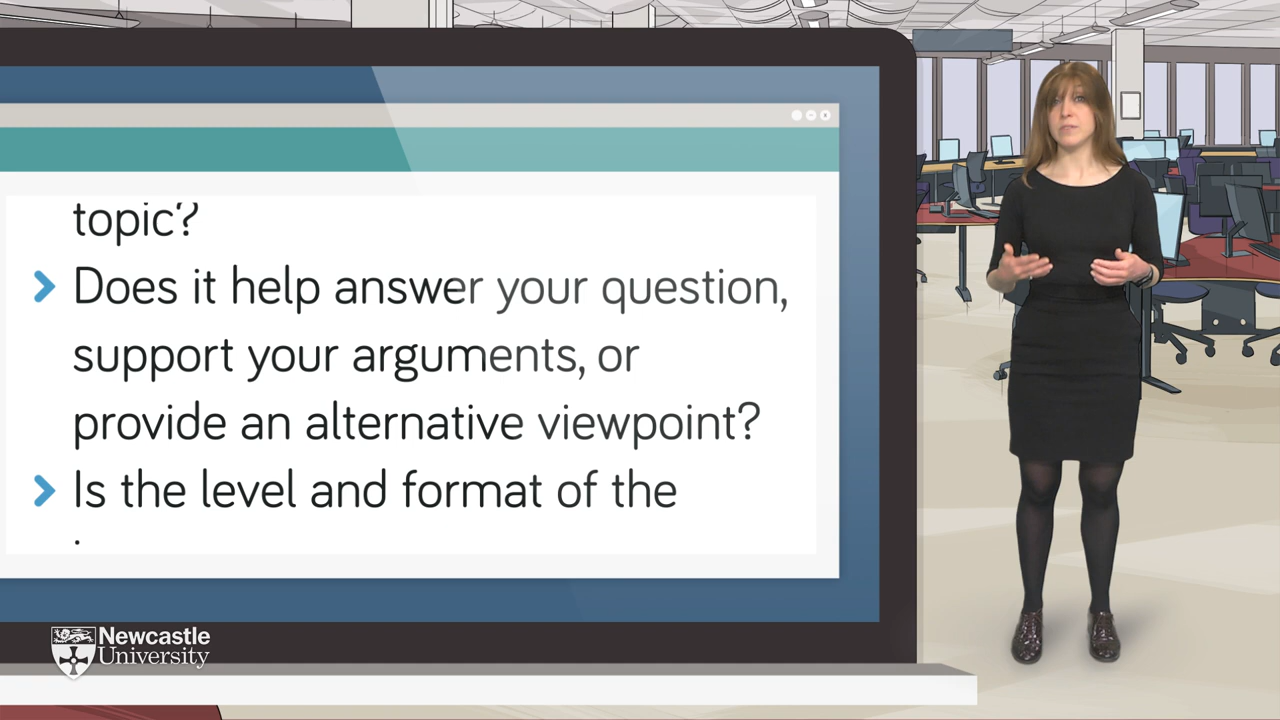 topic?
Does it help answer your question,
support your arguments, or
provide an alternative viewpoint?
Is the level and format of the
Newcastle
University